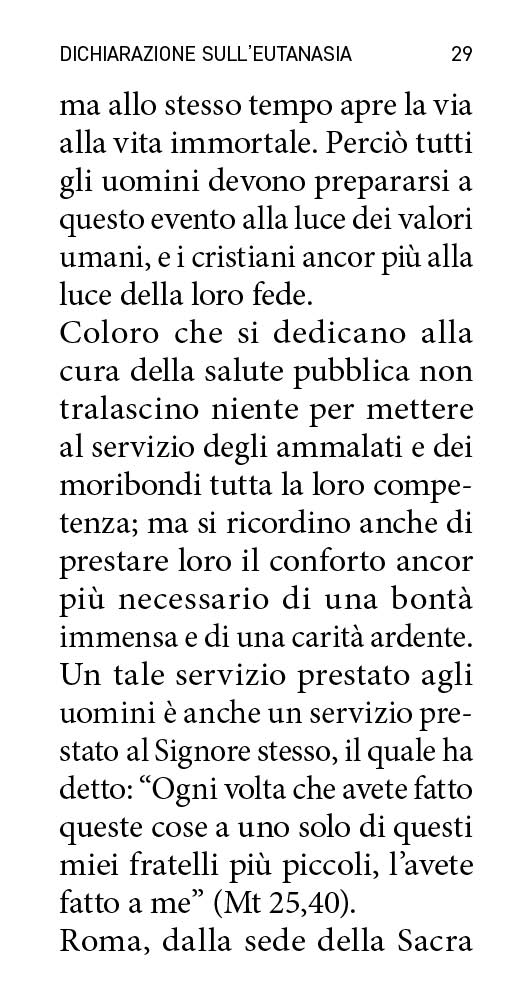 DICHIARAZIONE SULL'EUTANASIA 29
ma allo stesso tempo apre la via
alla vita immortale. Perciò tutti
gli uomini devono prepararsi a
questo evento alla luce dei valori
umani, e i cristiani ancor più alla
luce della loro fede.
Coloro che si dedicano alla
cura della salute pubblica non
tralascino niente per mettere
al servizio degli ammalati e dei
moribondi tutta la loro compe-
tenza; ma si ricordino anche di
prestare loro il conforto ancor
più necessario di una bontà
immensa e di una carità ardente.
Un tale servizio prestato agli
uomini è anche un servizio pre-
stato al Signore stesso, il quale ha
detto: “Ogni volta che avete fatto
queste cose a uno solo di questi
miei fratelli più piccoli, l’avete
fatto a me” (Mt 25,40).
Roma, dalla sede della Sacra